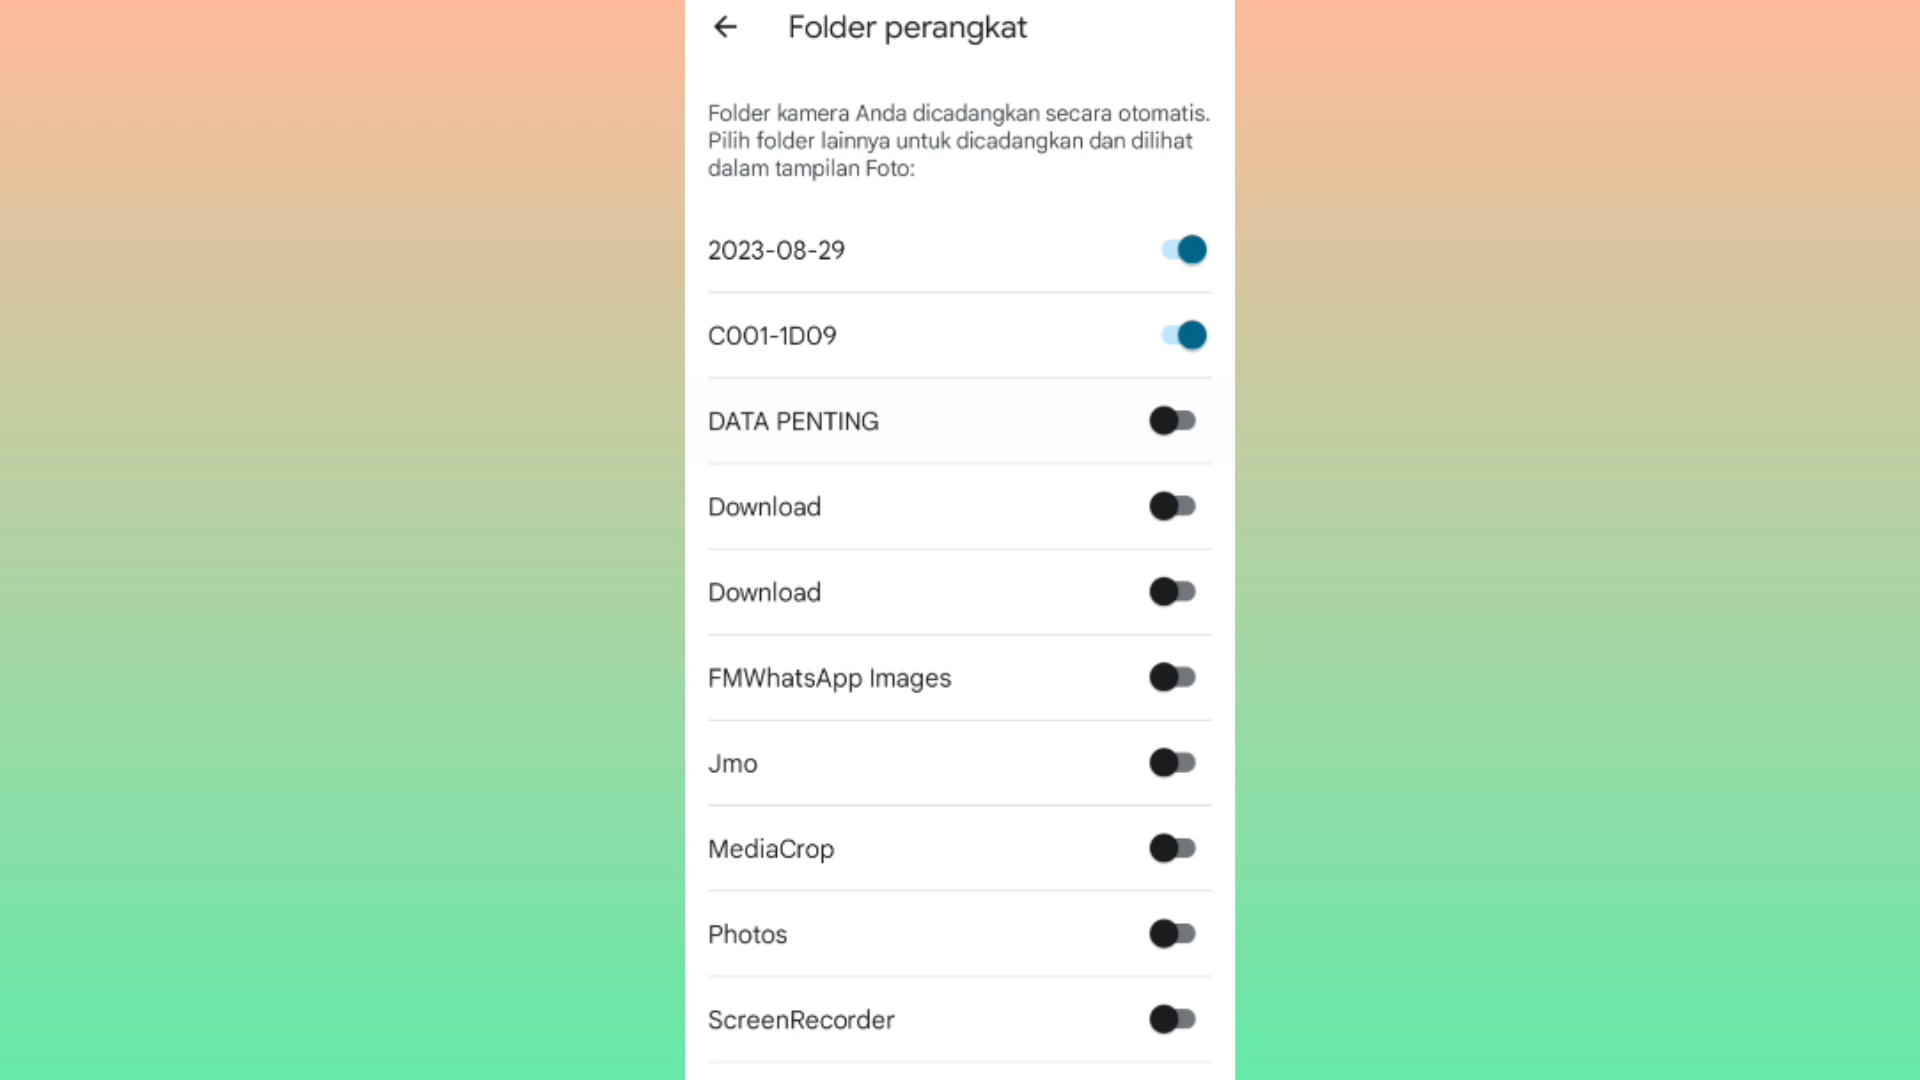 Folder perangkat
Folder kamera Anda dicadangkan secara otomatis.
Pilih folder lainnya untuk dicadangkan dan dilihat
dalam tampilan Foto:
2023-08-29
C001-1D09
DATA PENTING
Download
Download
FMWhatsApp Images
Jmo
MediaCrop
Photos
ScreenRecorder